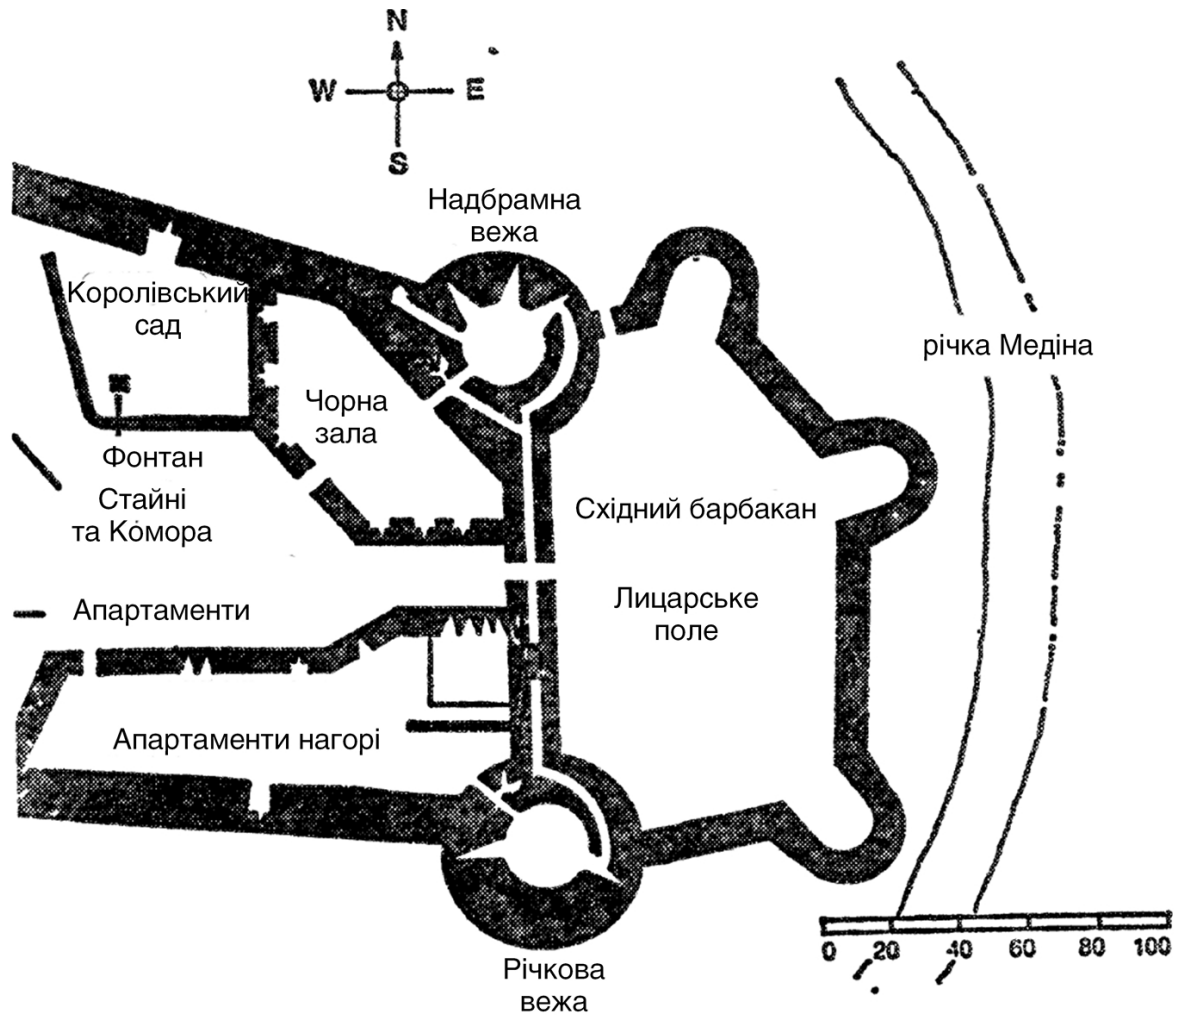 N
W E
S
Надбрамна
вежа
Королівський
сад
річка Медіна
Чорна
зала
Фонтан
Стайні
та Комора
Східний барбакан
Апартаменти
Лицарське
поле
Апартаменти нагорі
0 20 40 60 80 100
Річкова
вежа